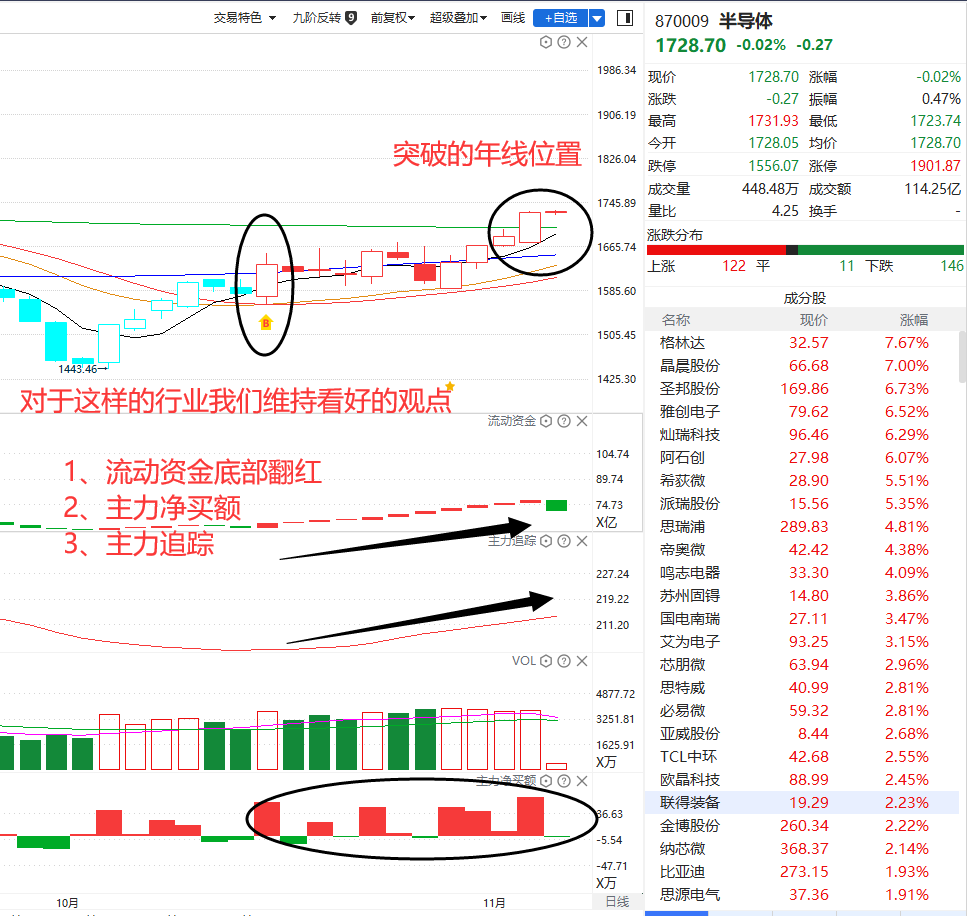 交易特色 九阶反转 9 前复权 超级叠加 画线 +自选
870009 半导体
1728.70 -0.02% -0.27
现价 1728.70 涨幅 -0.02%
涨跌 -0.27 振幅 0.47%
最高 1731.93 最低 1723.74
今开 1728.05 均价 1728.70
跌停 1556.07 涨停 1901.87
成交量 448.48万 成交额 114.25亿
量比 4.25 换手 -
涨跌分布
上涨 122 平 11 下跌 146
成分股
名称 现价 涨幅
格林达 32.57 7.67%
晶晨股份 66.68 7.00%
圣邦股份 169.86 6.73%
雅创电子 79.62 6.52%
灿瑞科技 96.46 6.29%
阿石创 27.98 6.07%
希荻微 28.90 5.51%
派瑞股份 15.56 5.35%
思瑞浦 289.83 4.81%
帝奥微 42.42 4.38%
鸣志电器 33.30 4.09%
苏州固锝 14.80 3.86%
国电南瑞 27.11 3.47%
艾为电子 93.25 3.15%
芯朋微 63.94 2.96%
思特威 40.99 2.81%
必易微 59.32 2.81%
亚威股份 8.44 2.68%
TCL中环 42.68 2.55%
欧晶科技 88.99 2.45%
联得装备 19.29 2.23%
金博股份 260.34 2.22%
纳芯微 368.37 2.14%
比亚迪 273.15 1.93%
思源电气 37.36 1.91%
1986.34
1906.19
突破的年线位置
1826.04
1745.89
1665.74
1585.60
B
1505.45
1443.46→
1425.30
对于这样的行业我们维持看好的观点
流动资金
104.74
1、流动资金底部翻红
89.74
2、主力净买额
74.73
X亿
3、主力追踪
主力追踪
227.24
219.22
211.20
VOL
4877.72
3251.81
1625.91
X万
主力净买额
36.63
-5.54
-47.71
X万
10月 11月 日线